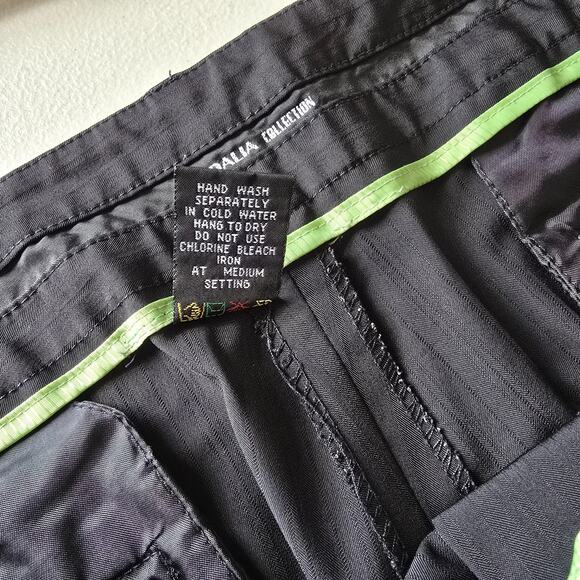 DALIA COLLECTION
HAND WASH
SEPARATELY
IN COLD WATER
HANG TO DRY
DO NOT USE
CHLORINE BLEACH
IRON
AT MEDIUM
SETTING